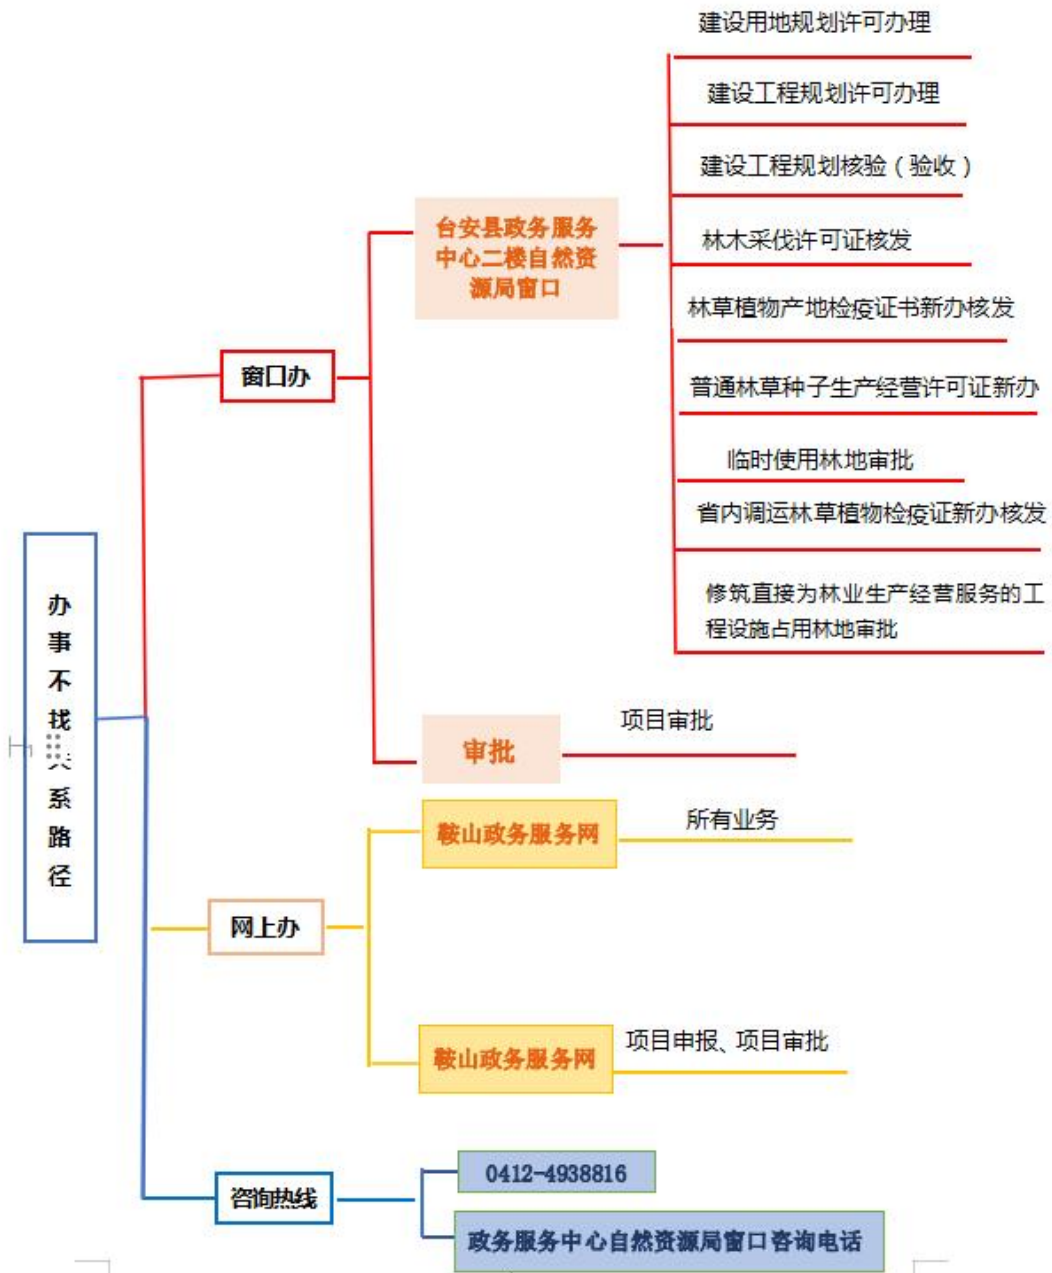 建设用地规划许可办理
建设工程规划许可办理
建设工程规划核验（验收）
台安县政务服务
中心二楼自然资
源局窗口
林木采伐许可证核发
林草植物产地检疫证书新办核发
窗口办
普通林草种子生产经营许可证新办
临时使用林地审批
省内调运林草植物检疫证新办核发
修筑直接为林业生产经营服务的工
程设施占用林地审批
办
事
不
找
系
路
径
审批
项目审批
鞍山政务服务网
所有业务
网上办
鞍山政务服务网
项目申报、项目审批
咨询热线
0412-4938816
政务服务中心自然资源局窗口咨询电话